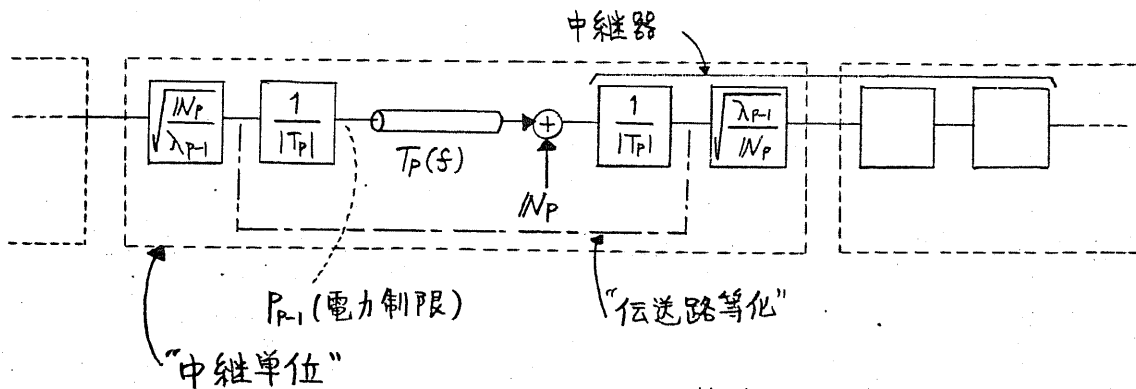 中継器
√(Np/λp-1)
1/|Tp|
Tp(f)
Np
1/|Tp|
√(λp-1/Np)
Pp-1(電力制限)
"伝送路等化"
"中継単位"